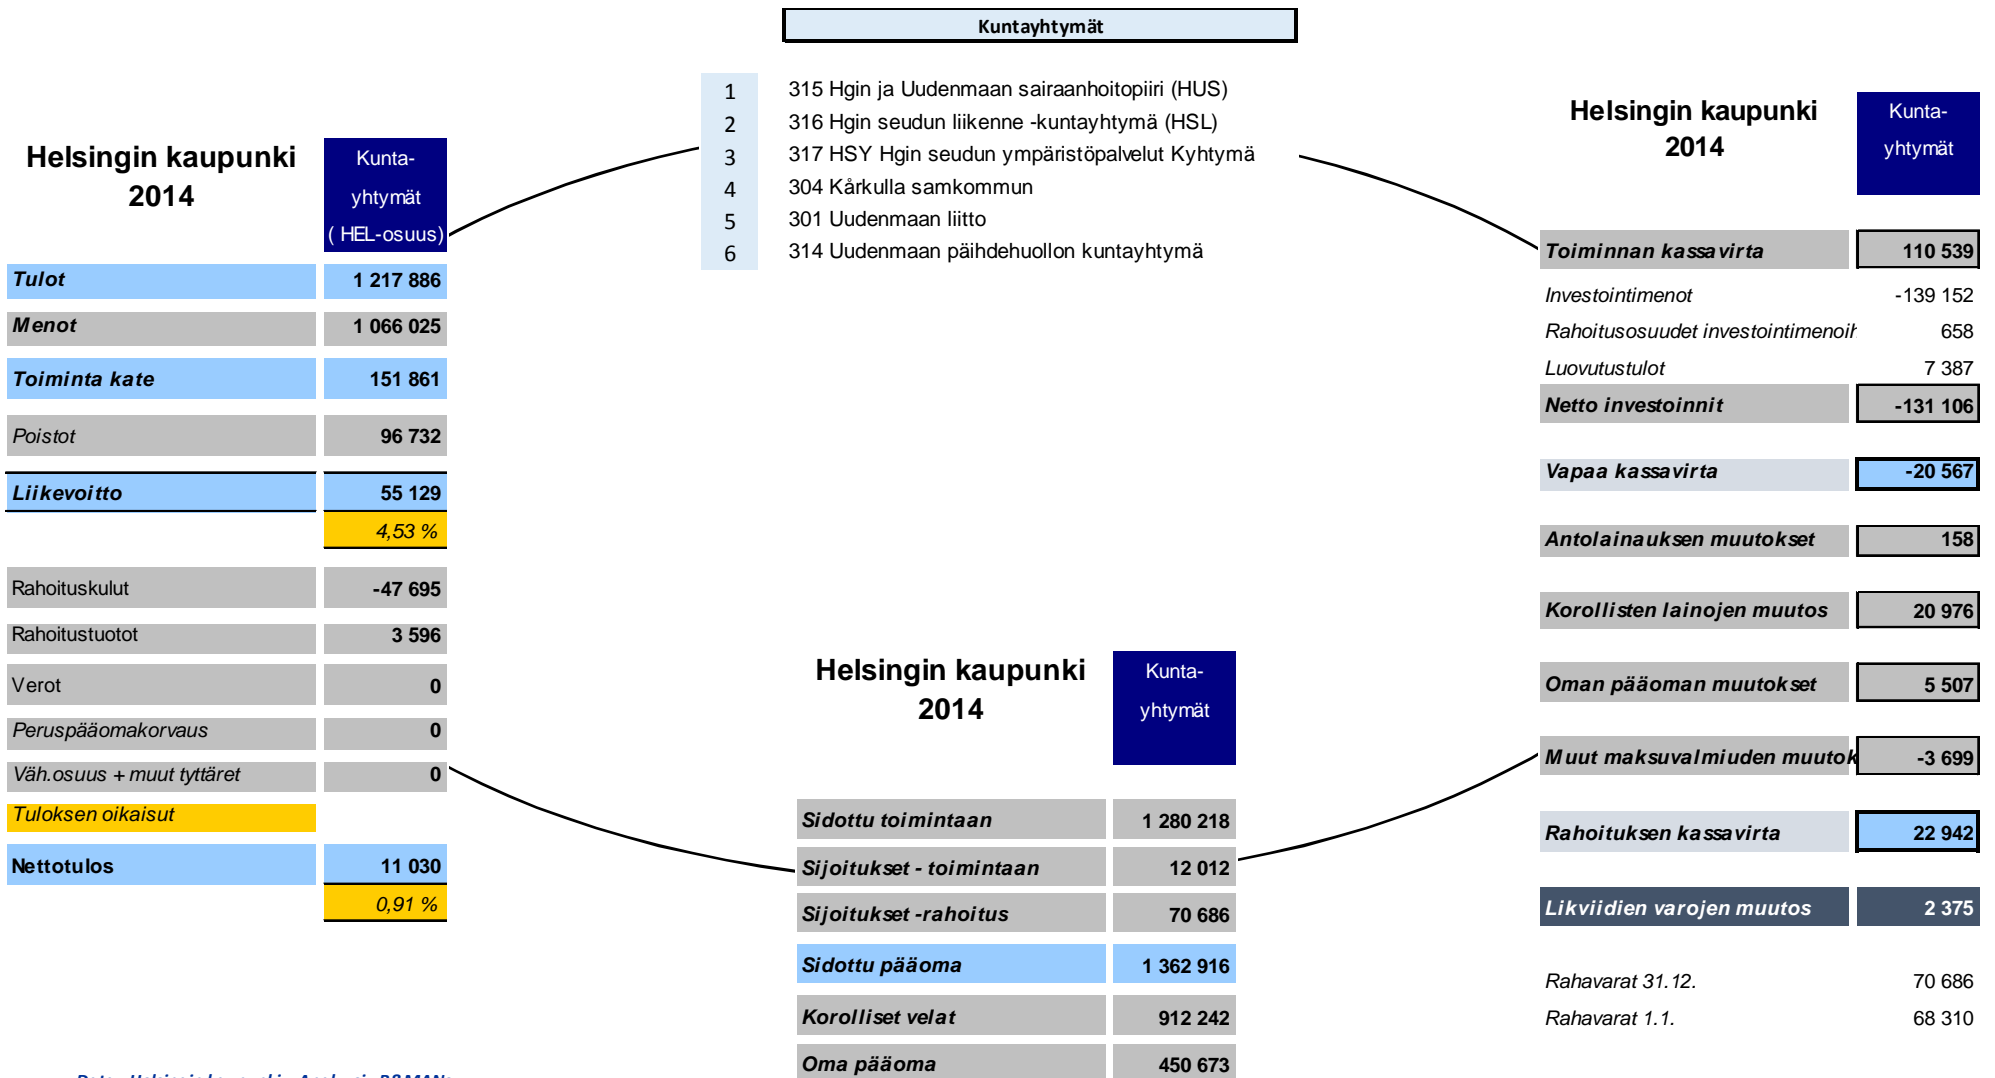 Kuntayhtymät
1 315 Hgin ja Uudenmaan sairaanhoitopiiri (HUS)
2 316 Hgin seudun liikenne -kuntayhtymä (HSL)
3 317 HSY Hgin seudun ympäristöpalvelut Kyhtymä
4 304 Kårkulla samkommun
5 301 Uudenmaan liitto
6 314 Uudenmaan päihdehuollon kuntayhtymä
Helsingin kaupunki
2014
Kunta-
yhtymät
( HEL-osuus)
Tulot 1 217 886
Menot 1 066 025
Toiminta kate 151 861
Poistot 96 732
Liikevoitto 55 129
4,53 %
Rahoituskulut -47 695
Rahoitustuotot 3 596
Verot 0
Peruspääomakorvaus 0
Väh.osuus + muut tyttäret 0
Tuloksen oikaisut
Nettotulos 11 030
0,91 %
Helsingin kaupunki
2014
Kunta-
yhtymät
Sidottu toimintaan 1 280 218
Sijoitukset - toimintaan 12 012
Sijoitukset -rahoitus 70 686
Sidottu pääoma 1 362 916
Korolliset velat 912 242
Oma pääoma 450 673
Helsingin kaupunki
2014
Kunta-
yhtymät
Toiminnan kassavirta 110 539
Investointimenot -139 152
Rahoitusosuudet investointimenoih 658
Luovutustulot 7 387
Netto investoinnit -131 106
Vapaa kassavirta -20 567
Antolainauksen muutokset 158
Korollisten lainojen muutos 20 976
Oman pääoman muutokset 5 507
Muut maksuvalmiuden muutok -3 699
Rahoituksen kassavirta 22 942
Likviidien varojen muutos 2 375
Rahavarat 31.12. 70 686
Rahavarat 1.1. 68 310